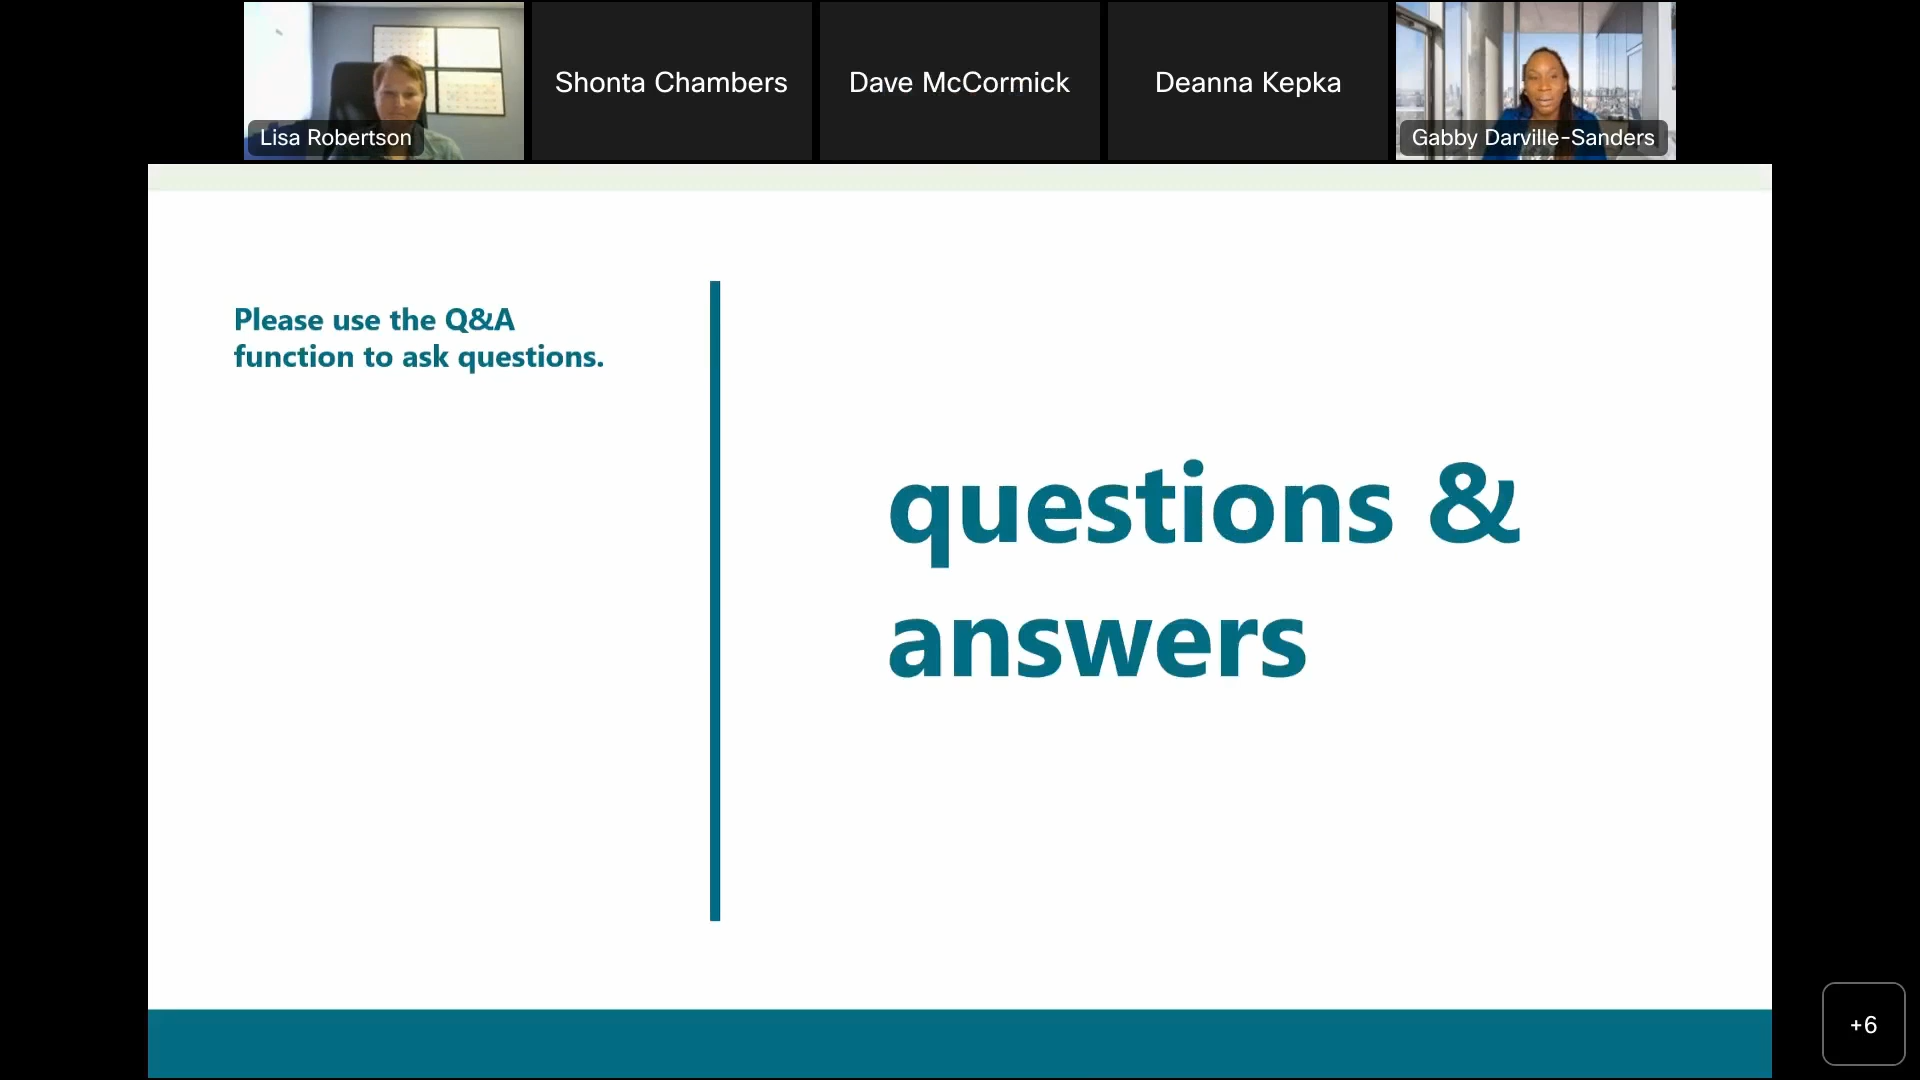 Lisa Robertson
Shonta Chambers
Dave McCormick
Deanna Kepka
Gabby Darville-Sanders
Please use the Q&A
function to ask questions.
questions &
answers
+6